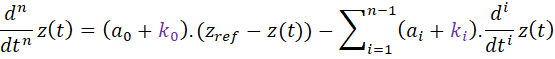 d^n/dt^n z(t) = (a_0 + k_0).(z_ref − z(t)) − ∑_{i=1}^{n−1}(a_i + k_i).d^i/dt^i z(t)